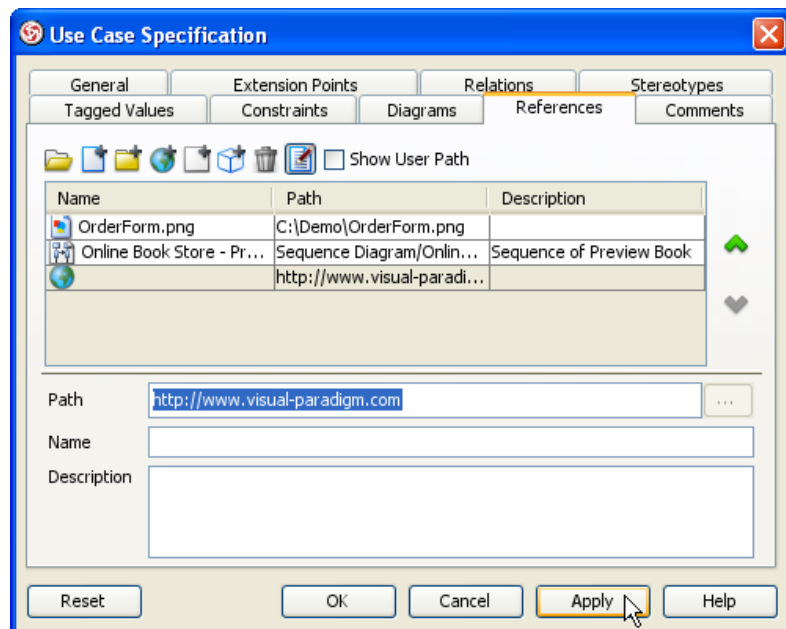 Use Case Specification
General Extension Points Relations Stereotypes
Tagged Values Constraints Diagrams References Comments
Show User Path
Name Path Description
OrderForm.png C:\Demo\OrderForm.png
Online Book Store - Pr... Sequence Diagram/Onlin... Sequence of Preview Book
http://www.visual-paradi...
Path http://www.visual-paradigm.com ...
Name
Description
Reset OK Cancel Apply Help